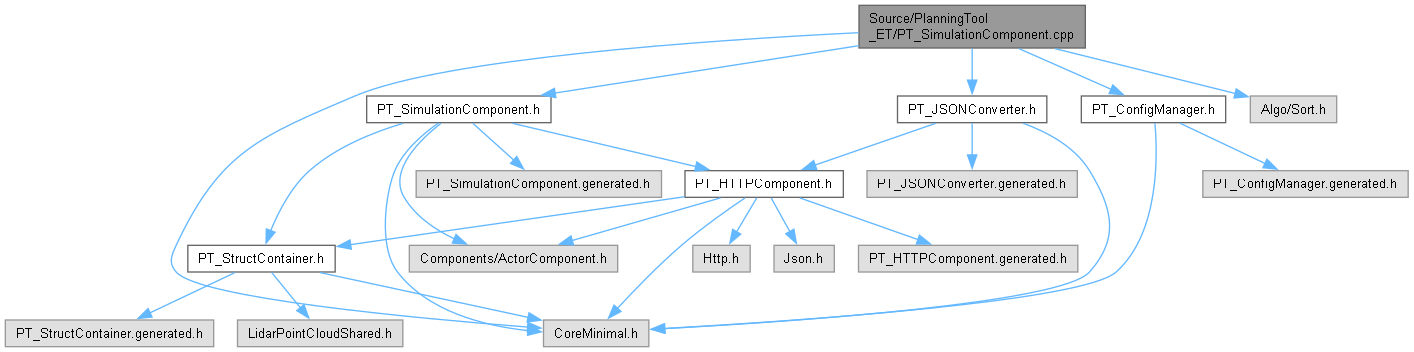 Source/PlanningTool
_ET/PT_SimulationComponent.cpp
PT_SimulationComponent.h
PT_JSONConverter.h
PT_ConfigManager.h
Algo/Sort.h
PT_SimulationComponent.generated.h
PT_HTTPComponent.h
PT_JSONConverter.generated.h
PT_ConfigManager.generated.h
PT_StructContainer.h
Components/ActorComponent.h
Http.h
Json.h
PT_HTTPComponent.generated.h
PT_StructContainer.generated.h
LidarPointCloudShared.h
CoreMinimal.h